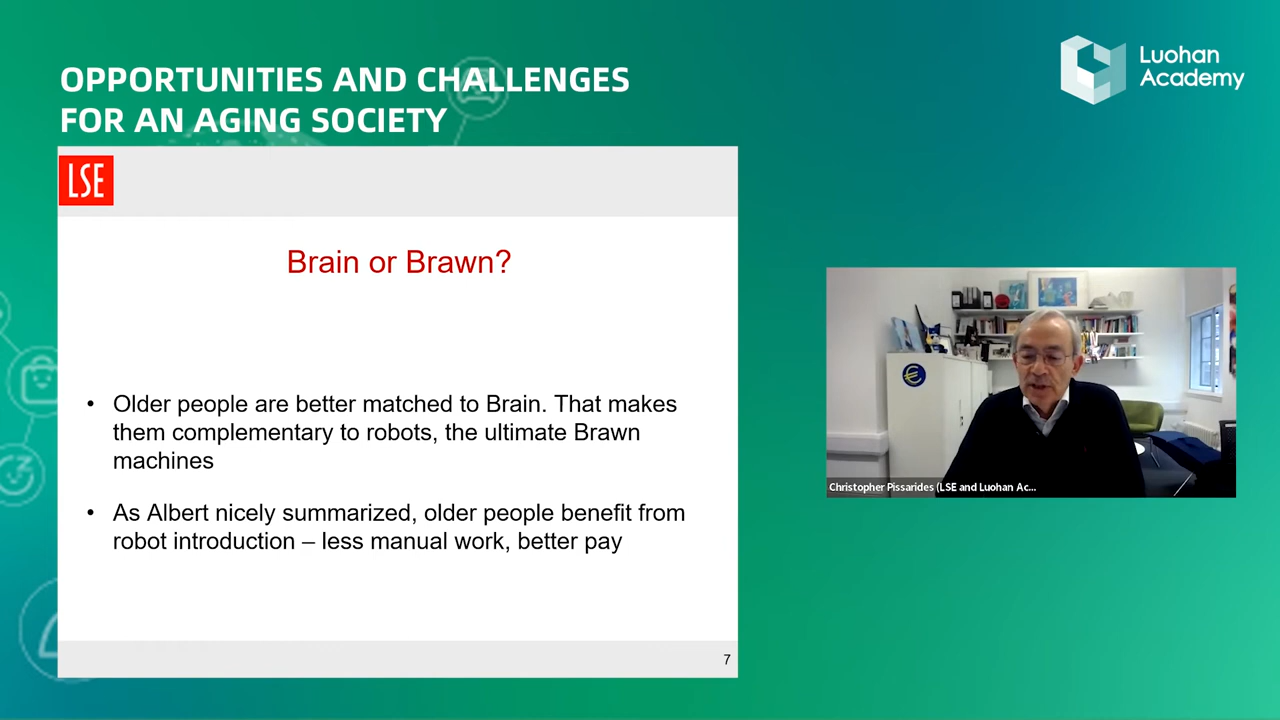 OPPORTUNITIES AND CHALLENGES
FOR AN AGING SOCIETY
Luohan
Academy
LSE
Brain or Brawn?
• Older people are better matched to Brain. That makes
them complementary to robots, the ultimate Brawn
machines
• As Albert nicely summarized, older people benefit from
robot introduction – less manual work, better pay
7
€
Christopher Pissarides (LSE and Luohan Ac...